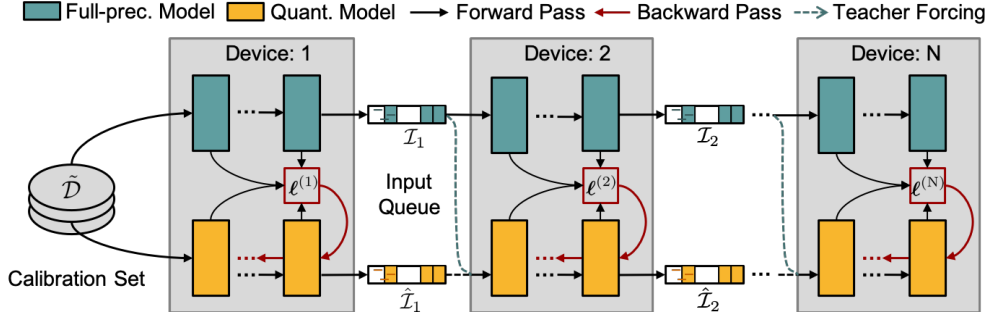 Full-prec. Model Quant. Model Forward Pass Backward Pass Teacher Forcing
Device: 1 Device: 2 Device: N
ℐ₁ ℐ₂
𝒟̃ ℓ⁽¹⁾ Input Queue ℓ⁽²⁾ ℓ⁽ᴺ⁾
Calibration Set
ℐ̂₁ ℐ̂₂